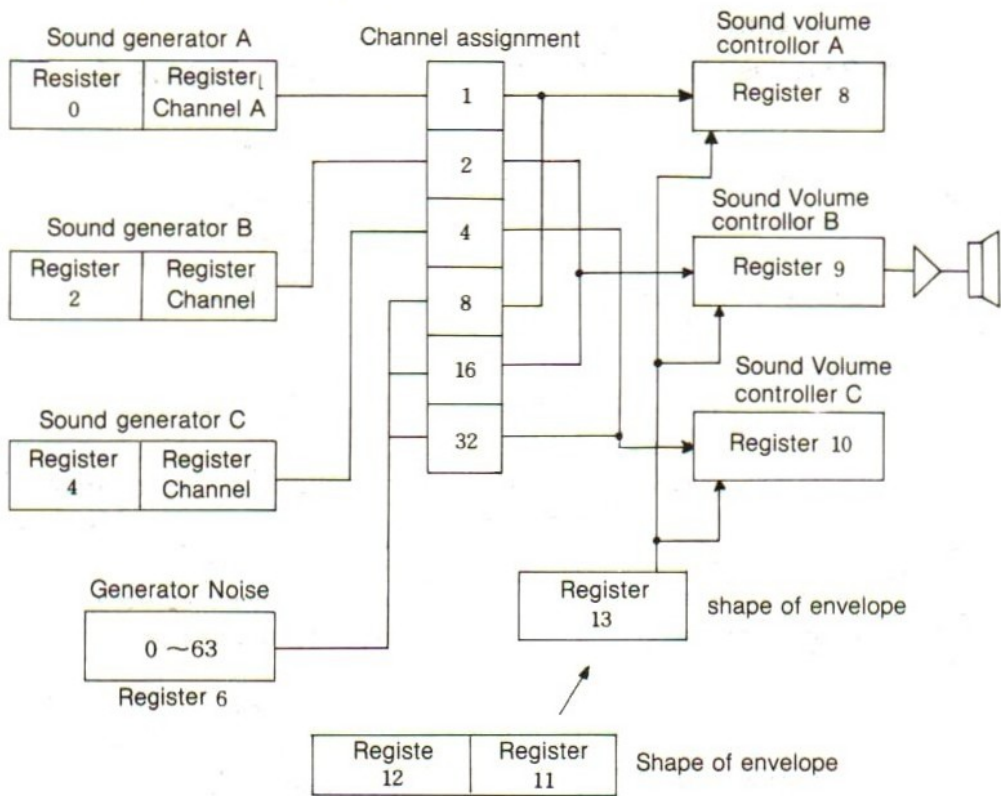 Sound generator A
Resister
0
Register
Channel A
Sound generator B
Register
2
Register
Channel
Sound generator C
Register
4
Register
Channel
Generator Noise
0 ~63
Register 6
Channel assignment
1
2
4
8
16
32
Sound volume
controllor A
Register 8
Sound Volume
controllor B
Register 9
Sound Volume
controller C
Register 10
Register
13
shape of envelope
Registe
12
Register
11
Shape of envelope